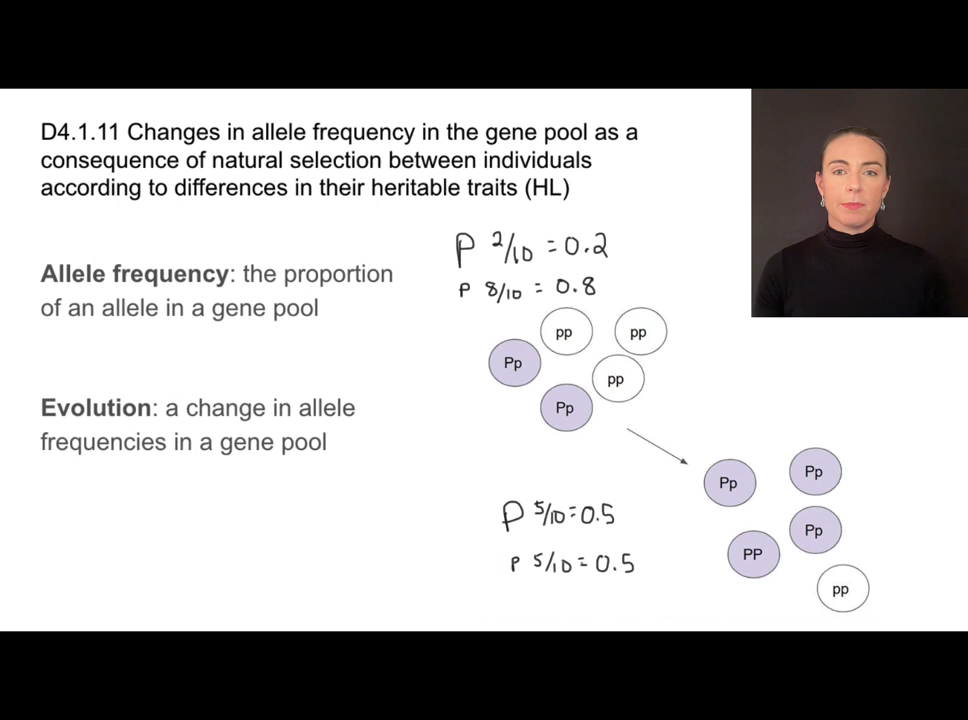 D4.1.11 Changes in allele frequency in the gene pool as a
consequence of natural selection between individuals
according to differences in their heritable traits (HL)
Allele frequency: the proportion
of an allele in a gene pool
Evolution: a change in allele
frequencies in a gene pool
P 2/10 = 0.2
p 8/10 = 0.8
pp
pp
Pp
pp
Pp
P 5/10 = 0.5
p 5/10 = 0.5
Pp
Pp
Pp
PP
pp